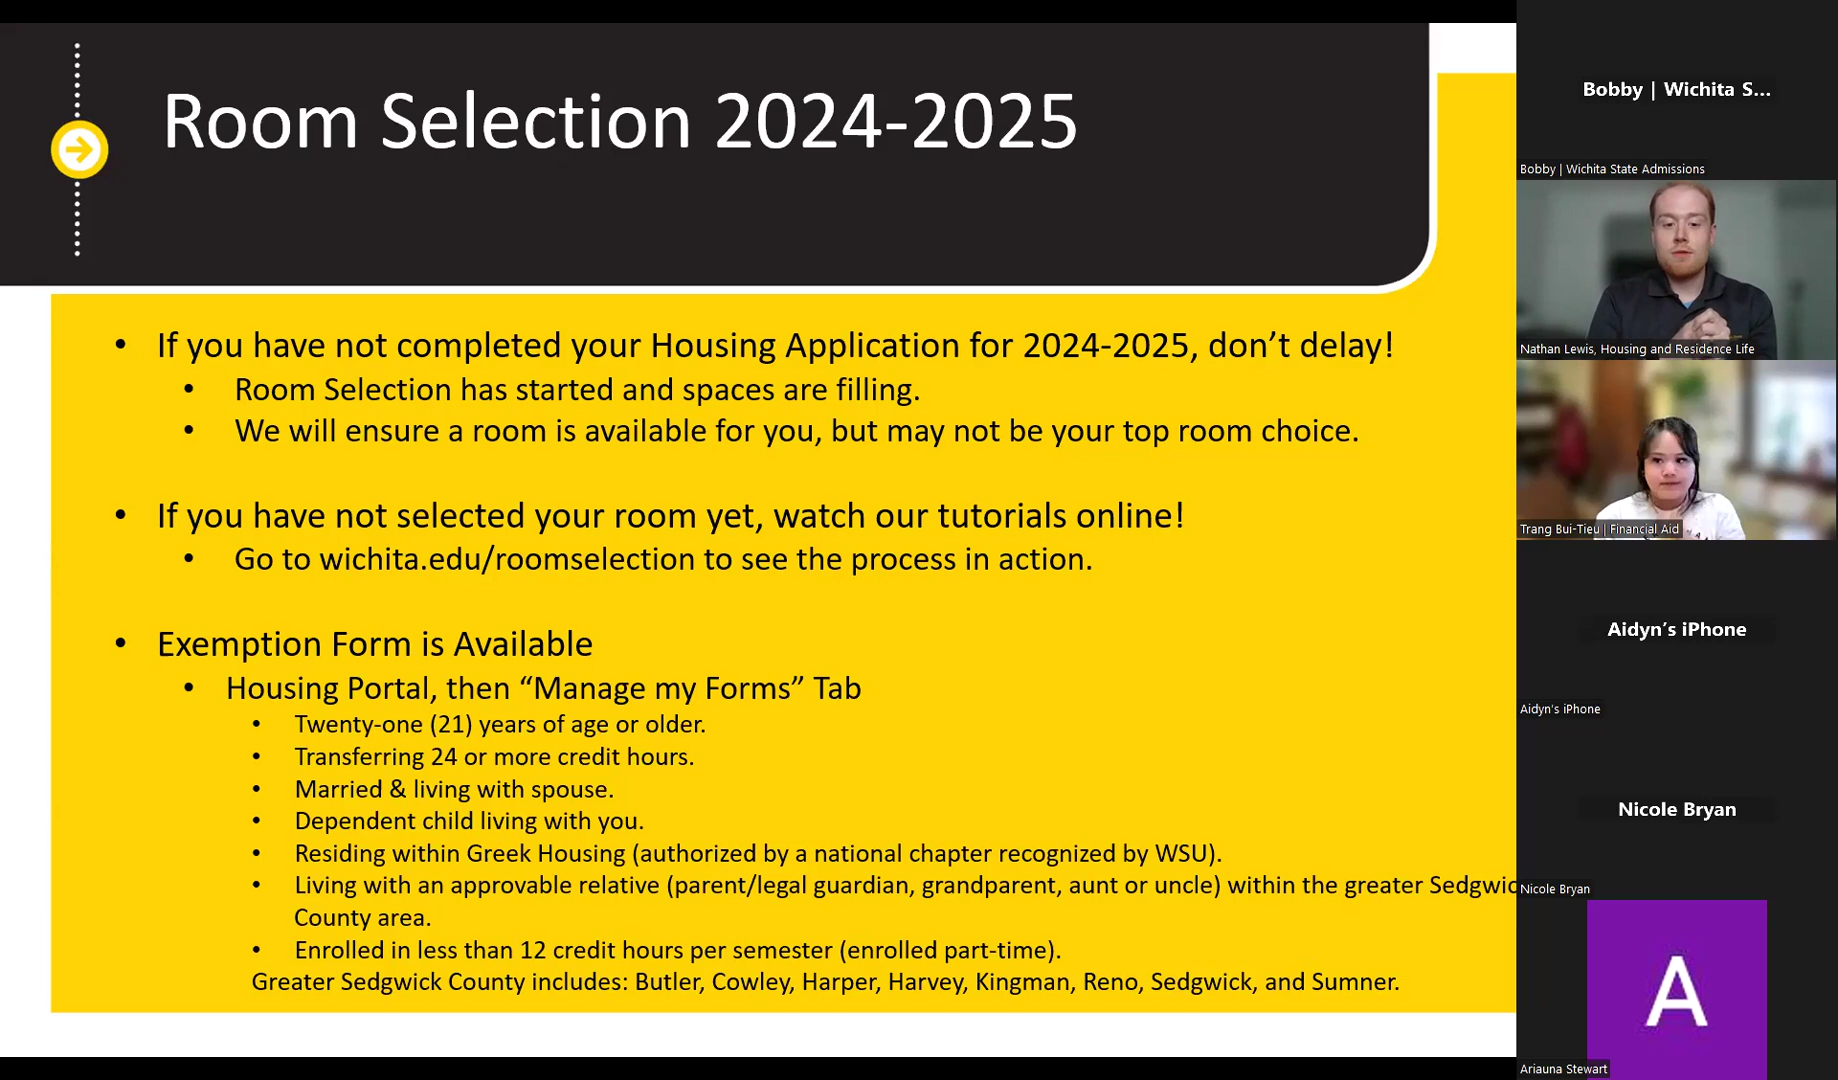 Room Selection 2024-2025
• If you have not completed your Housing Application for 2024-2025, don’t delay!
• Room Selection has started and spaces are filling.
• We will ensure a room is available for you, but may not be your top room choice.
• If you have not selected your room yet, watch our tutorials online!
• Go to wichita.edu/roomselection to see the process in action.
• Exemption Form is Available
• Housing Portal, then “Manage my Forms” Tab
• Twenty-one (21) years of age or older.
• Transferring 24 or more credit hours.
• Married & living with spouse.
• Dependent child living with you.
• Residing within Greek Housing (authorized by a national chapter recognized by WSU).
• Living with an approvable relative (parent/legal guardian, grandparent, aunt or uncle) within the greater Sedgwic
County area.
• Enrolled in less than 12 credit hours per semester (enrolled part-time).
Greater Sedgwick County includes: Butler, Cowley, Harper, Harvey, Kingman, Reno, Sedgwick, and Sumner.
Bobby | Wichita S...
Bobby | Wichita State Admissions
Nathan Lewis, Housing and Residence Life
Trang Bui-Tieu | Financial Aid
Aidyn’s iPhone
Aidyn's iPhone
Nicole Bryan
Nicole Bryan
A
Ariauna Stewart